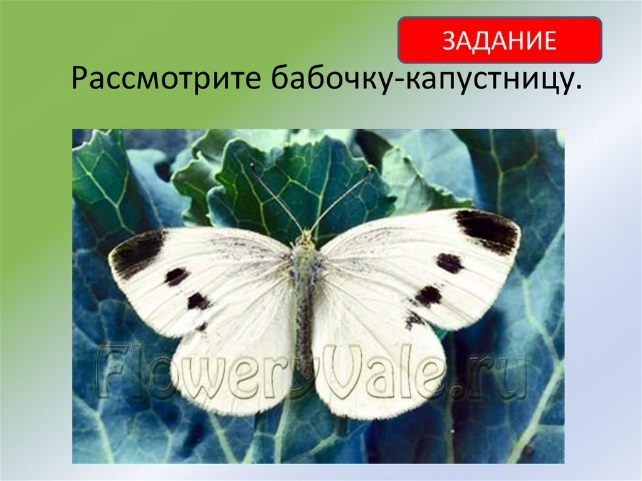 ЗАДАНИЕ
Рассмотрите бабочку-капустницу.
FloweryVale.ru